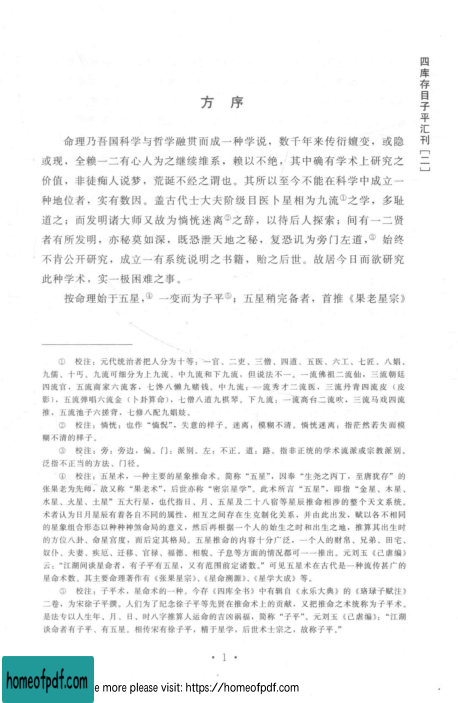 四库存目子平汇刊［二］
方 序
命理乃吾国科学与哲学融贯而成一种学说，数千年来传衍嬗变，或隐
或现，全赖一二有心人为之继续维系，赖以不绝，其中确有学术上研究之
价值，非徒痴人说梦，荒诞不经之谓也。其所以至今不能在科学中成立一
种地位者，实有数因。盖古代士大夫阶级目医卜星相为九流①之学，多耻
道之；而发明诸大师又故为惝恍迷离②之辞，以待后人探索；间有一二贤
者有所发明，亦秘莫如深，既恐泄天地之秘，复恐讥为旁门左道，③始终
不肯公开研究，成立一有系统说明之书籍，贻之后世。故居今日而欲研究
此种学术，实一极困难之事。
按命理始于五星，④一变而为子平⑤；五星稍完备者，首推《果老星宗》
① 校注：元代统治者把人分为十等：一官、二吏、三僧、四道、五医、六工、七匠、八娼、
九儒、十丐。九流可细分为上九流、中九流和下九流，但说法不一。一流佛祖二流仙，三流朝廷
四流官，五流商家六流客，七馋八懒九赌钱。中九流：一流秀才二流医，三流丹青四流皮（皮
影），五流弹唱六流金（卜卦算命），七僧八道九棋琴。下九流：一流高台二流吹，三流马戏四流
推，五流池子六搓背，七修八配九娼妓。
② 校注：惝恍：也作“惝怳”，失意的样子。迷离：模糊不清。惝恍迷离：指茫然若失而模
糊不清的样子。
③ 校注：旁：旁边，偏。门：派别。左：不正。道：路。指非正统的学术流派或宗教派别。
泛指不正当的方法、门径。
④ 校注：五星术，一种主要的星象推命术。简称“五星”，因奉“生尧之丙丁，至唐犹存”的
张果老为先师，故又称“果老术”，后世亦称“密宗星学”。此术所言“五星”，即指“金星、木星、
水星、火星、土星”五大行星，也代指日、月、五星及二十八宿等星辰推命相涉的整个天文系统。
术者认为日月星辰有着各自不同的属性，相互之间存在生克制化关系，并由此出发，赋以各不相同
的星象组合形态以种种神煞命局的意义，然后再根据一个人的始生之时和出生之地，推算其出生时
的方位八卦、命星宫度，而后定其格局。五星推命的内容十分广泛，一个人的财帛、兄弟、田宅、
奴仆、夫妻、疾厄、迁移、官禄、福德、相貌、子息等方面的情况都可一一推出。元刘玉《已虐编》
云：“江湖间谈星命者，有子平有五星，又有范围前定诸数。”可见五星术在古代是一种流传甚广的
星命术数。其主要命理著作有《张果星宗》、《星命溯源》、《星学大成》等。
⑤ 校注：子平术，星命术的一种。今存《四库全书》中有辑自《永乐大典》的《珞琭子赋注》
二卷，为宋徐子平撰。人们为了纪念徐子平等先贤在推命术上的贡献，又把推命之术统称为子平术。
是法专以人生年、月、日、时八字推算人运命的吉凶祸福，简称“子平”。元刘玉《已虐编》：“江湖
谈命者有子平、有五星。相传宋有徐子平，精于星学，后世术士宗之，故称子平。”
· 1 ·
homeofpdf.com
e more please visit: https://homeofpdf.com